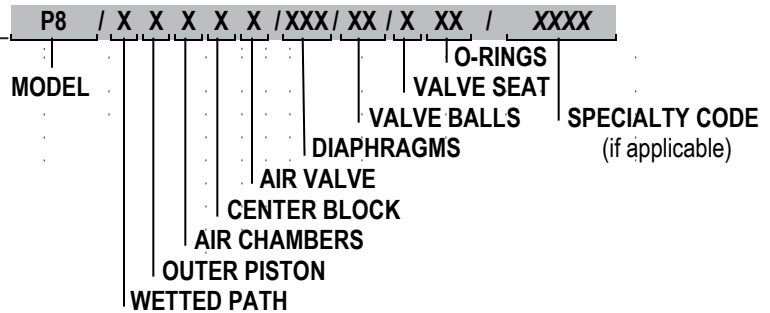 P8 / X X X X X / XXX / XX / X XX / XXXX
O-RINGS
MODEL VALVE SEAT
VALVE BALLS SPECIALTY CODE
DIAPHRAGMS (if applicable)
AIR VALVE
CENTER BLOCK
AIR CHAMBERS
OUTER PISTON
WETTED PATH